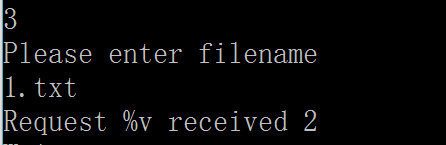 3
Please enter filename
1.txt
Request %v received 2